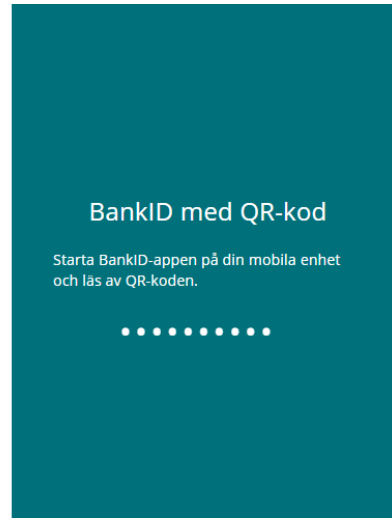 BankID med QR-kod
Starta BankID-appen på din mobila enhet
och läs av QR-koden.